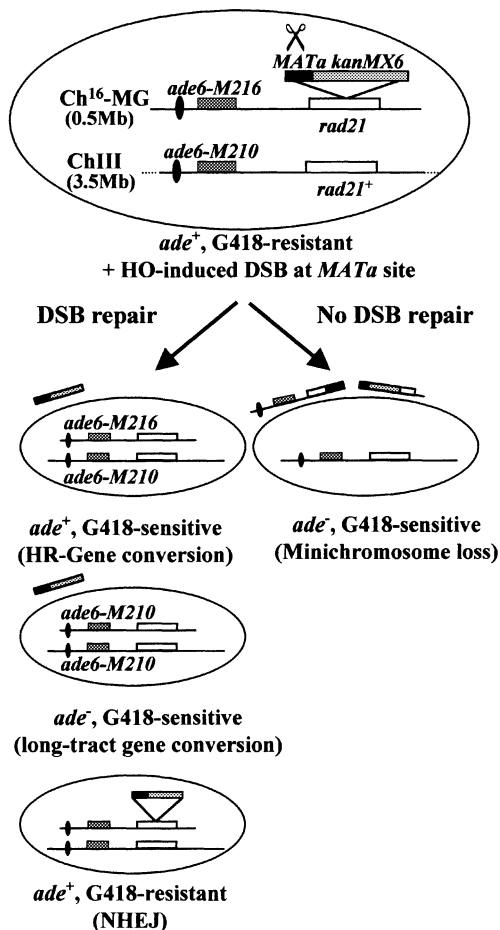 MATa kanMX6
ade6-M216
Ch16-MG
(0.5Mb)
rad21
ade6-M210
ChIII
(3.5Mb)
rad21+
ade+, G418-resistant
+ HO-induced DSB at MATa site
DSB repair
No DSB repair
ade6-M216
ade6-M210
ade+, G418-sensitive
(HR-Gene conversion)
ade-, G418-sensitive
(Minichromosome loss)
ade6-M210
ade6-M210
ade-, G418-sensitive
(long-tract gene conversion)
ade+, G418-resistant
(NHEJ)